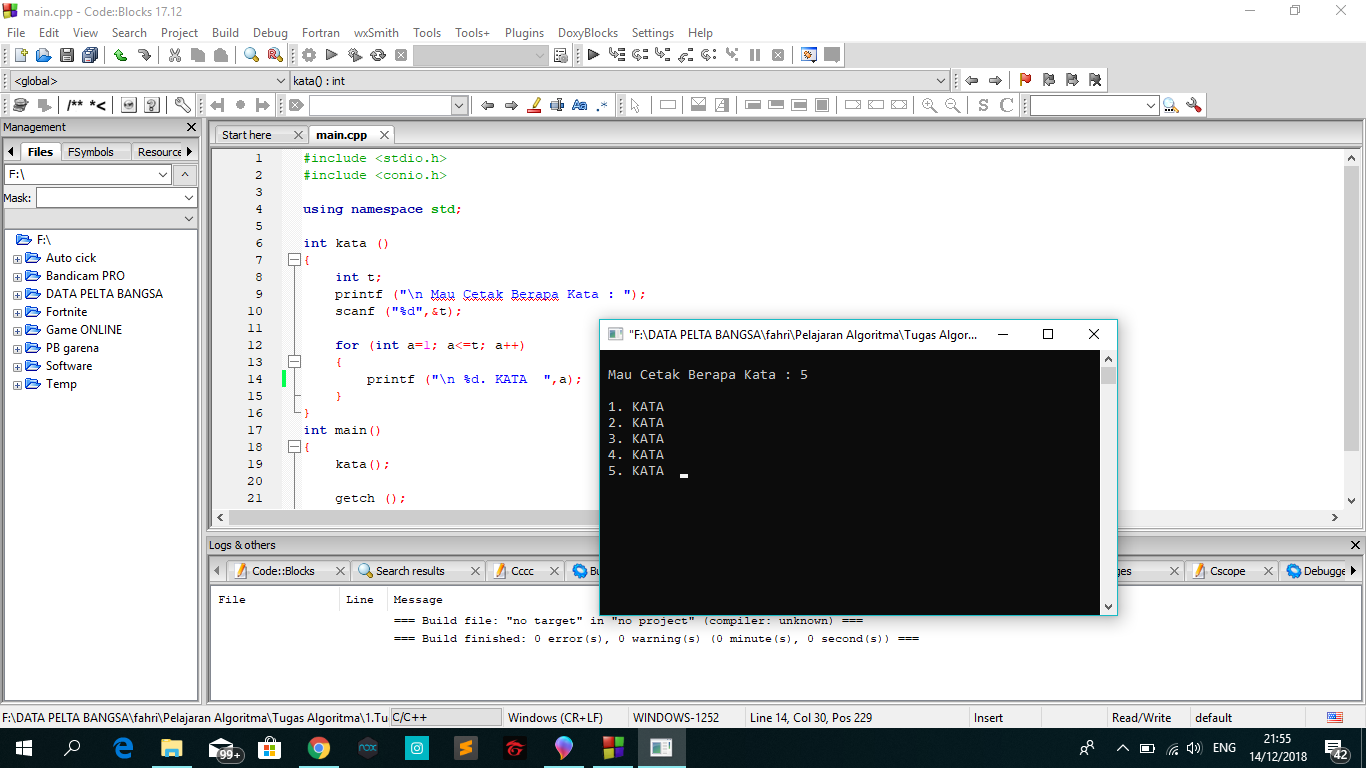 main.cpp - Code::Blocks 17.12
File Edit View Search Project Build Debug Fortran wxSmith Tools Tools+ Plugins DoxyBlocks Settings Help
<global> kata() : int
/** *< Aa .* S C
Management
Files FSymbols Resource
F:\
Mask:
F:\
Auto cick
Bandicam PRO
DATA PELTA BANGSA
Fortnite
Game ONLINE
PB garena
Software
Temp
Start here main.cpp
1 #include <stdio.h>
2 #include <conio.h>
3
4 using namespace std;
5
6 int kata ()
7 {
8 int t;
9 printf ("\n Mau Cetak Berapa Kata : ");
10 scanf ("%d",&t);
11
12 for (int a=1; a<=t; a++)
13 {
14 printf ("\n %d. KATA  ",a);
15 }
16 }
17 int main()
18 {
19 kata();
20
21 getch ();
"F:\DATA PELTA BANGSA\fahri\Pelajaran Algoritma\Tugas Algor...
Mau Cetak Berapa Kata : 5
1. KATA
2. KATA
3. KATA
4. KATA
5. KATA
Logs & others
Code::Blocks Search results Cccc Bu ges Cscope Debugge
File Line Message
=== Build file: "no target" in "no project" (compiler: unknown) ===
=== Build finished: 0 error(s), 0 warning(s) (0 minute(s), 0 second(s)) ===
F:\DATA PELTA BANGSA\fahri\Pelajaran Algoritma\Tugas Algoritma\1.Tu C/C++ Windows (CR+LF) WINDOWS-1252 Line 14, Col 30, Pos 229 Insert Read/Write default
99+ nox ENG 21:55
14/12/2018 42